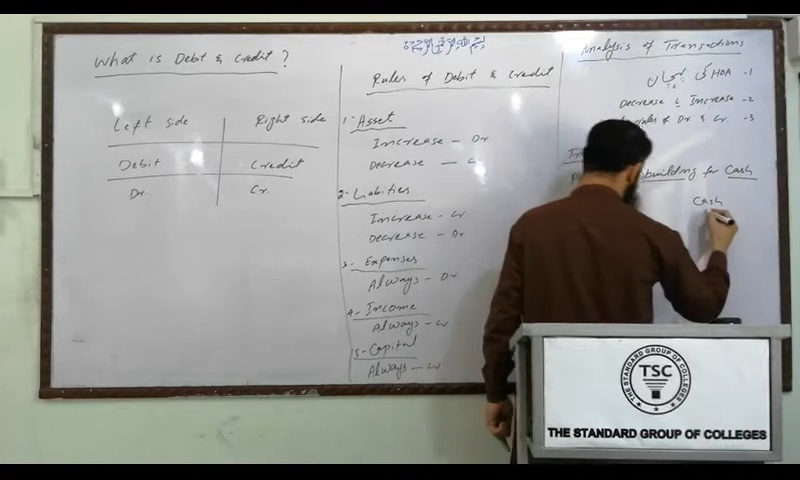 What is Debit & Credit ?
Left side Right side
Debit Credit
Dr. Cr.
Rules of Debit & Credit
1- Asset
Increase - Dr.
Decrease - Cr
2- Liabities
Increase - Cr
Decrease - Dr
3- Expenses
Always - Dr.
4- Income
Always - Cr
5- Capital
Always - Cr
Analysis of Transactions
HOA کی پہچان -1
Decrease یا Increase -2
of Dr & Cr. -3
building for Cash
Cash
THE STANDARD GROUP OF COLLEGES
TSC
THE STANDARD GROUP OF COLLEGES